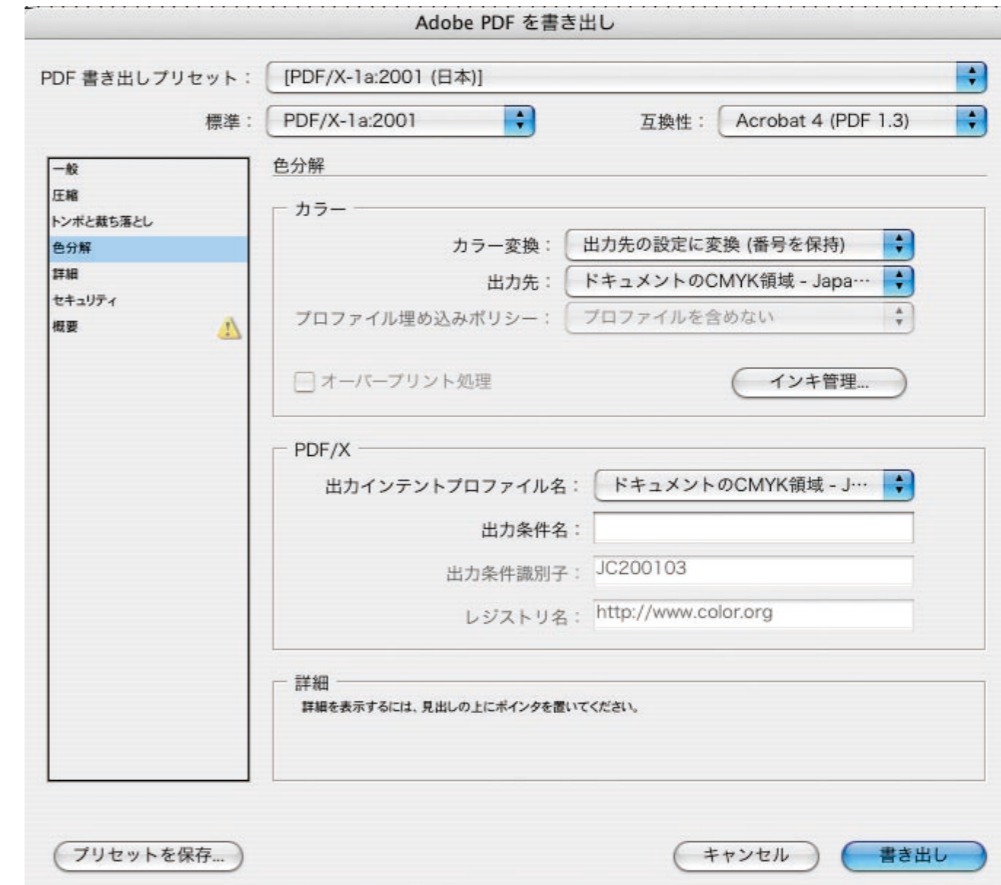 Adobe PDF を書き出し
PDF 書き出しプリセット： [PDF/X-1a:2001 (日本)]
標準： PDF/X-1a:2001 互換性： Acrobat 4 (PDF 1.3)
一般
圧縮
トンボと裁ち落とし
色分解
詳細
セキュリティ
概要
色分解
カラー
カラー変換： 出力先の設定に変換 (番号を保持)
出力先： ドキュメントのCMYK領域 - Japa…
プロファイル埋め込みポリシー： プロファイルを含めない
オーバープリント処理 インキ管理...
PDF/X
出力インテントプロファイル名： ドキュメントのCMYK領域 - J…
出力条件名：
出力条件識別子： JC200103
レジストリ名： http://www.color.org
詳細
詳細を表示するには、見出しの上にポインタを置いてください。
プリセットを保存... キャンセル 書き出し